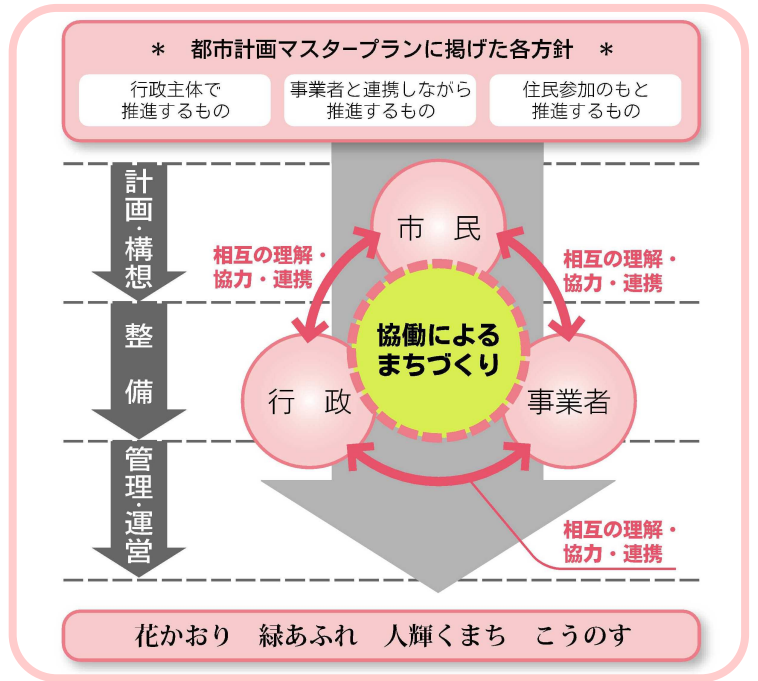 ＊　都市計画マスタープランに掲げた各方針　＊
行政主体で
推進するもの
事業者と連携しながら
推進するもの
住民参加のもと
推進するもの
計画・構想
整　備
管理・運営
市　民
相互の理解・
協力・連携
相互の理解・
協力・連携
協働による
まちづくり
行　政
事業者
相互の理解・
協力・連携
花かおり　緑あふれ　人輝くまち　こうのす